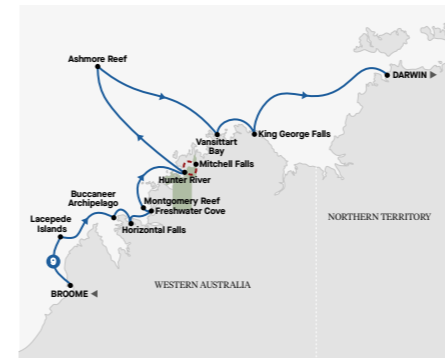 Ashmore Reef
DARWIN
Vansittart
Bay
King George Falls
Mitchell Falls
Hunter River
Buccaneer
Archipelago
Montgomery Reef
Freshwater Cove
Lacepede
Islands
Horizontal Falls
NORTHERN TERRITORY
WESTERN AUSTRALIA
BROOME